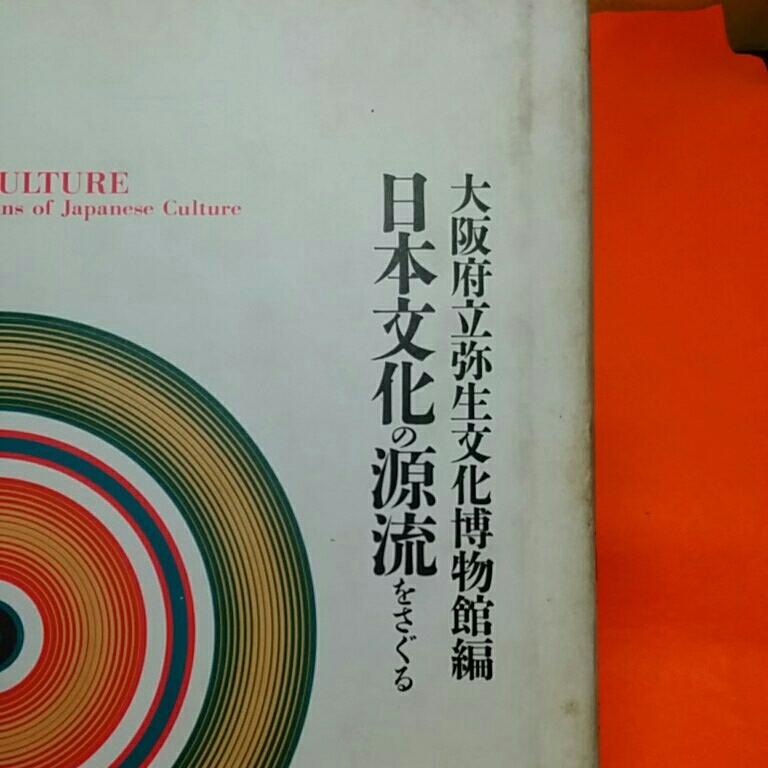 大阪府立弥生文化博物館編
日本文化の源流をさぐる
ULTURE
ns of Japanese Culture